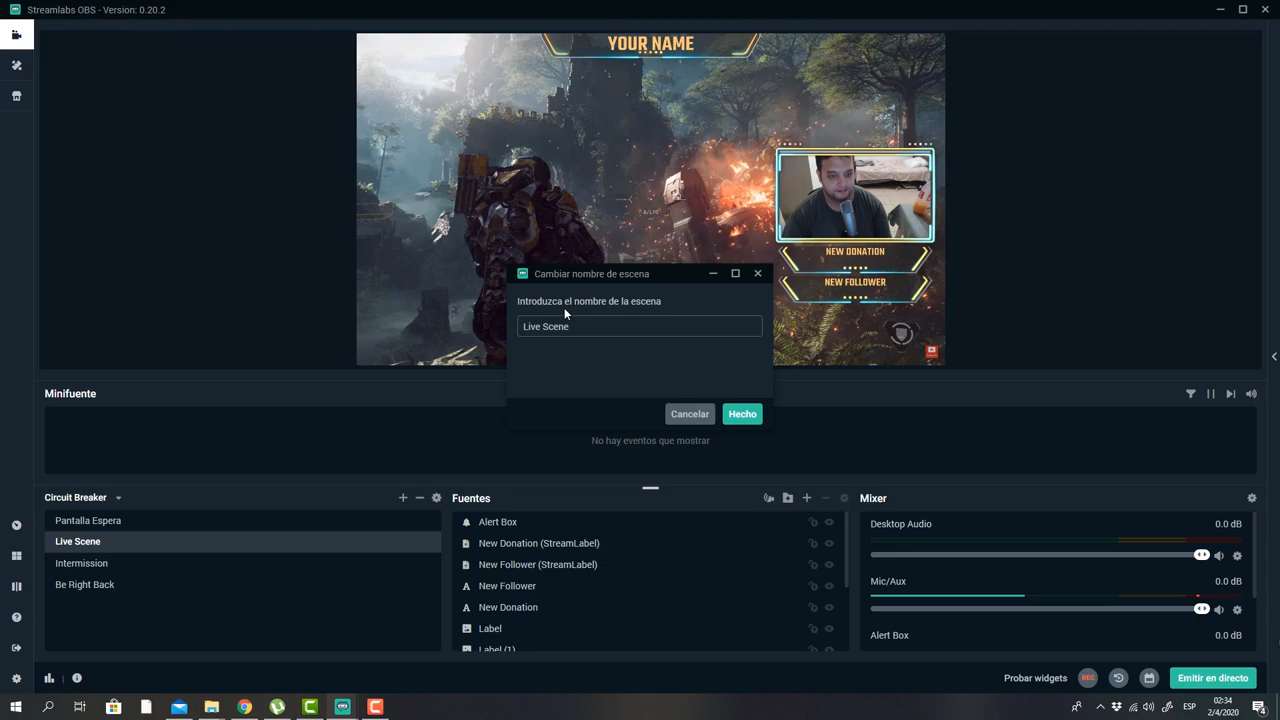 Streamlabs OBS - Version: 0.20.2
YOUR NAME
NEW DONATION
NEW FOLLOWER
Cambiar nombre de escena
Introduzca el nombre de la escena
Live Scene
Cancelar
Hecho
Minifuente
No hay eventos que mostrar
Circuit Breaker
Pantalla Espera
Live Scene
Intermission
Be Right Back
Fuentes
Alert Box
New Donation (StreamLabel)
New Follower (StreamLabel)
New Follower
New Donation
Label
Label (1)
Mixer
Desktop Audio 0.0 dB
Mic/Aux 0.0 dB
Alert Box 0.0 dB
Probar widgets
REC
Emitir en directo
ESP
02:34
2/4/2020
4